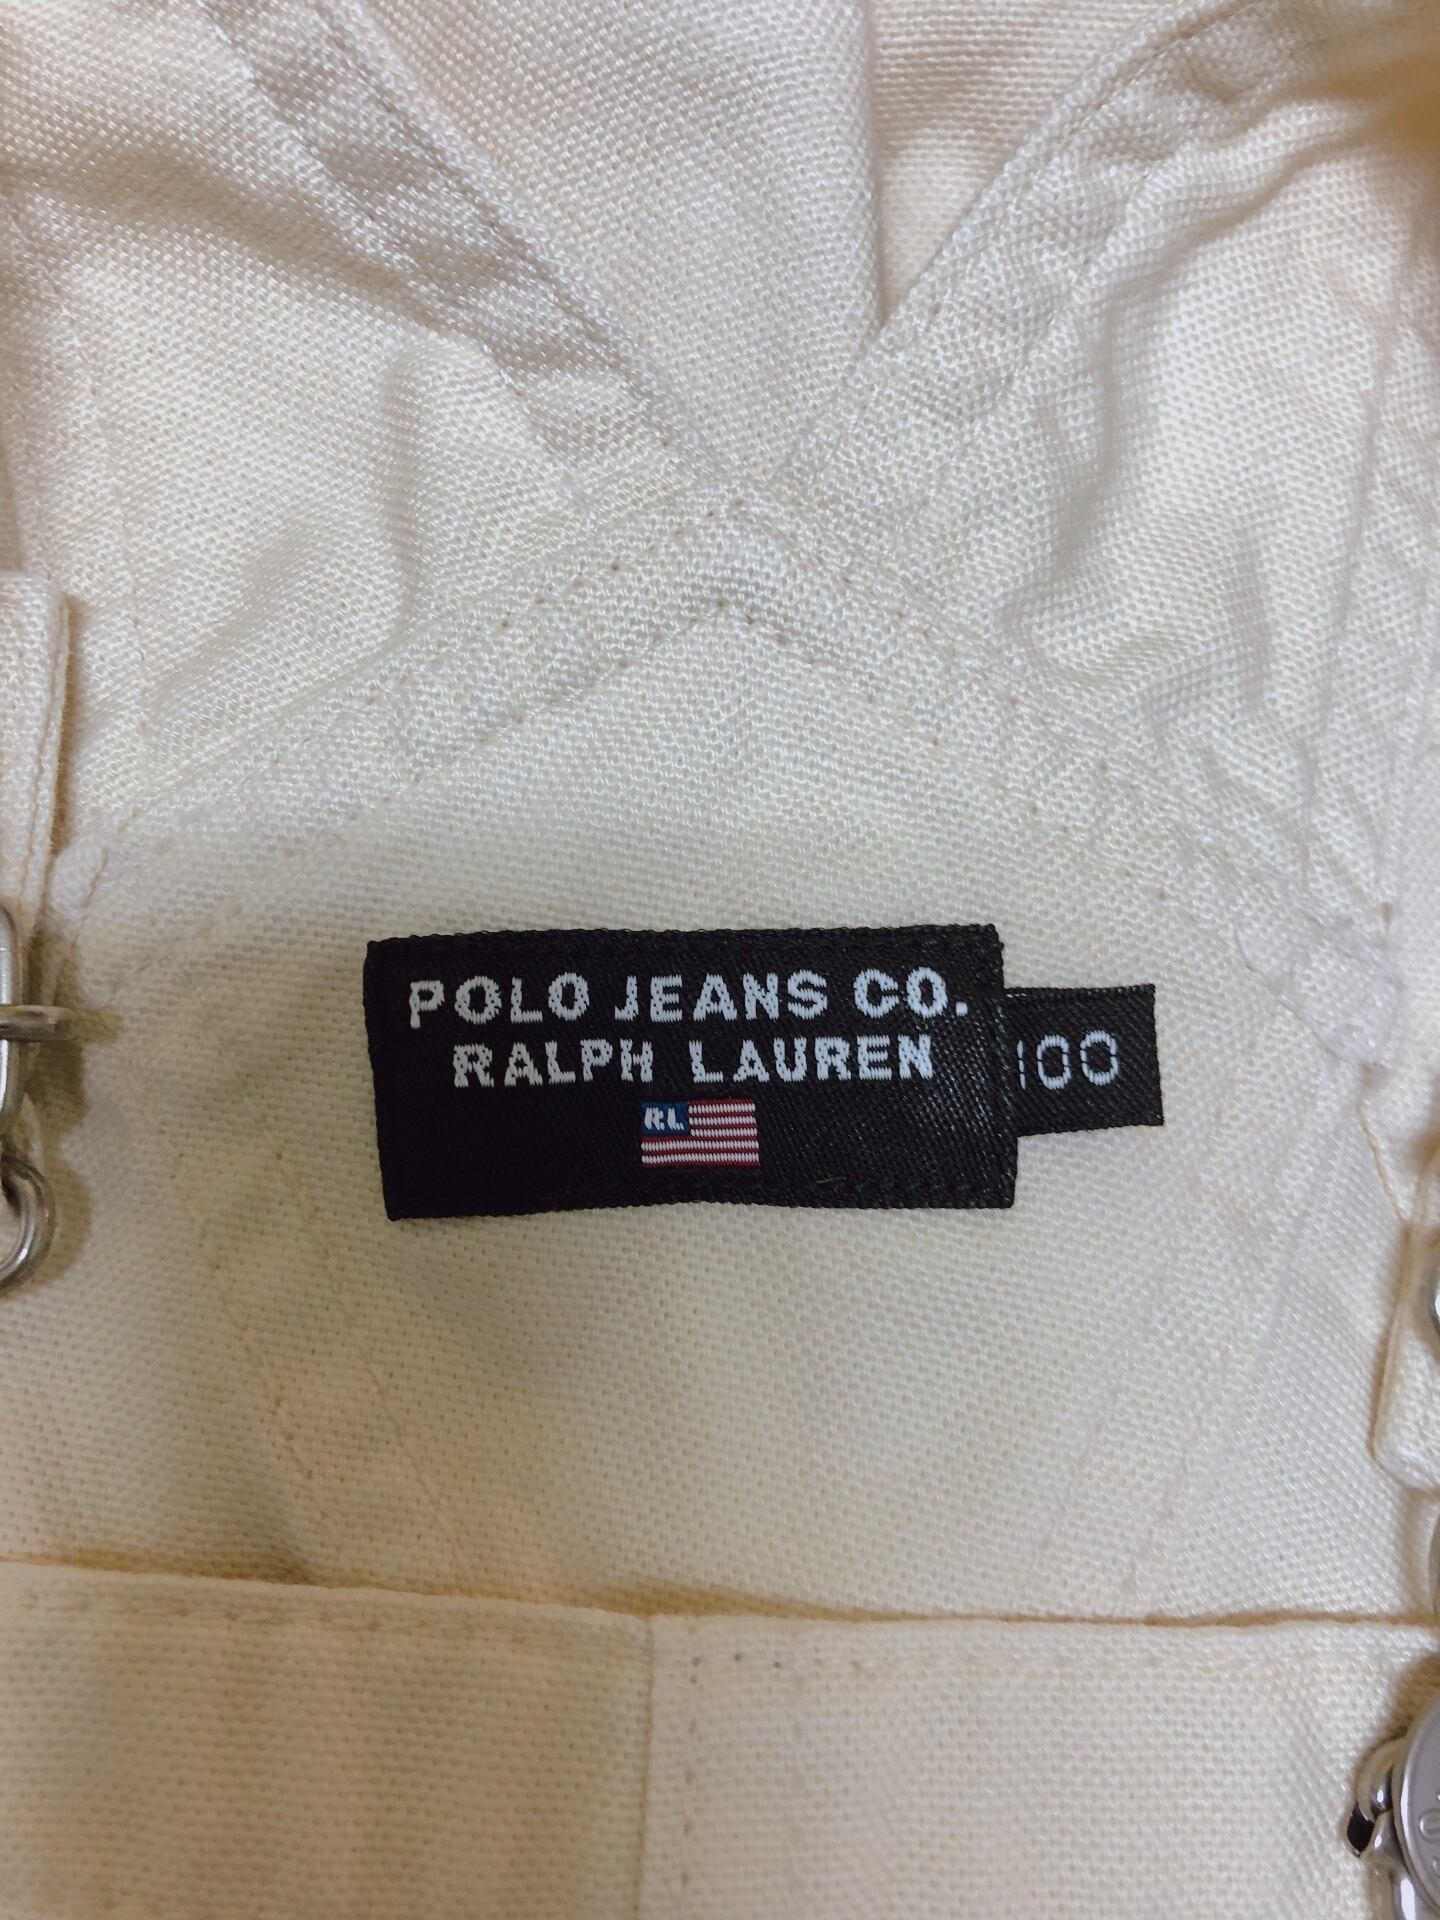 POLO JEANS CO.
RALPH LAUREN
RL
100